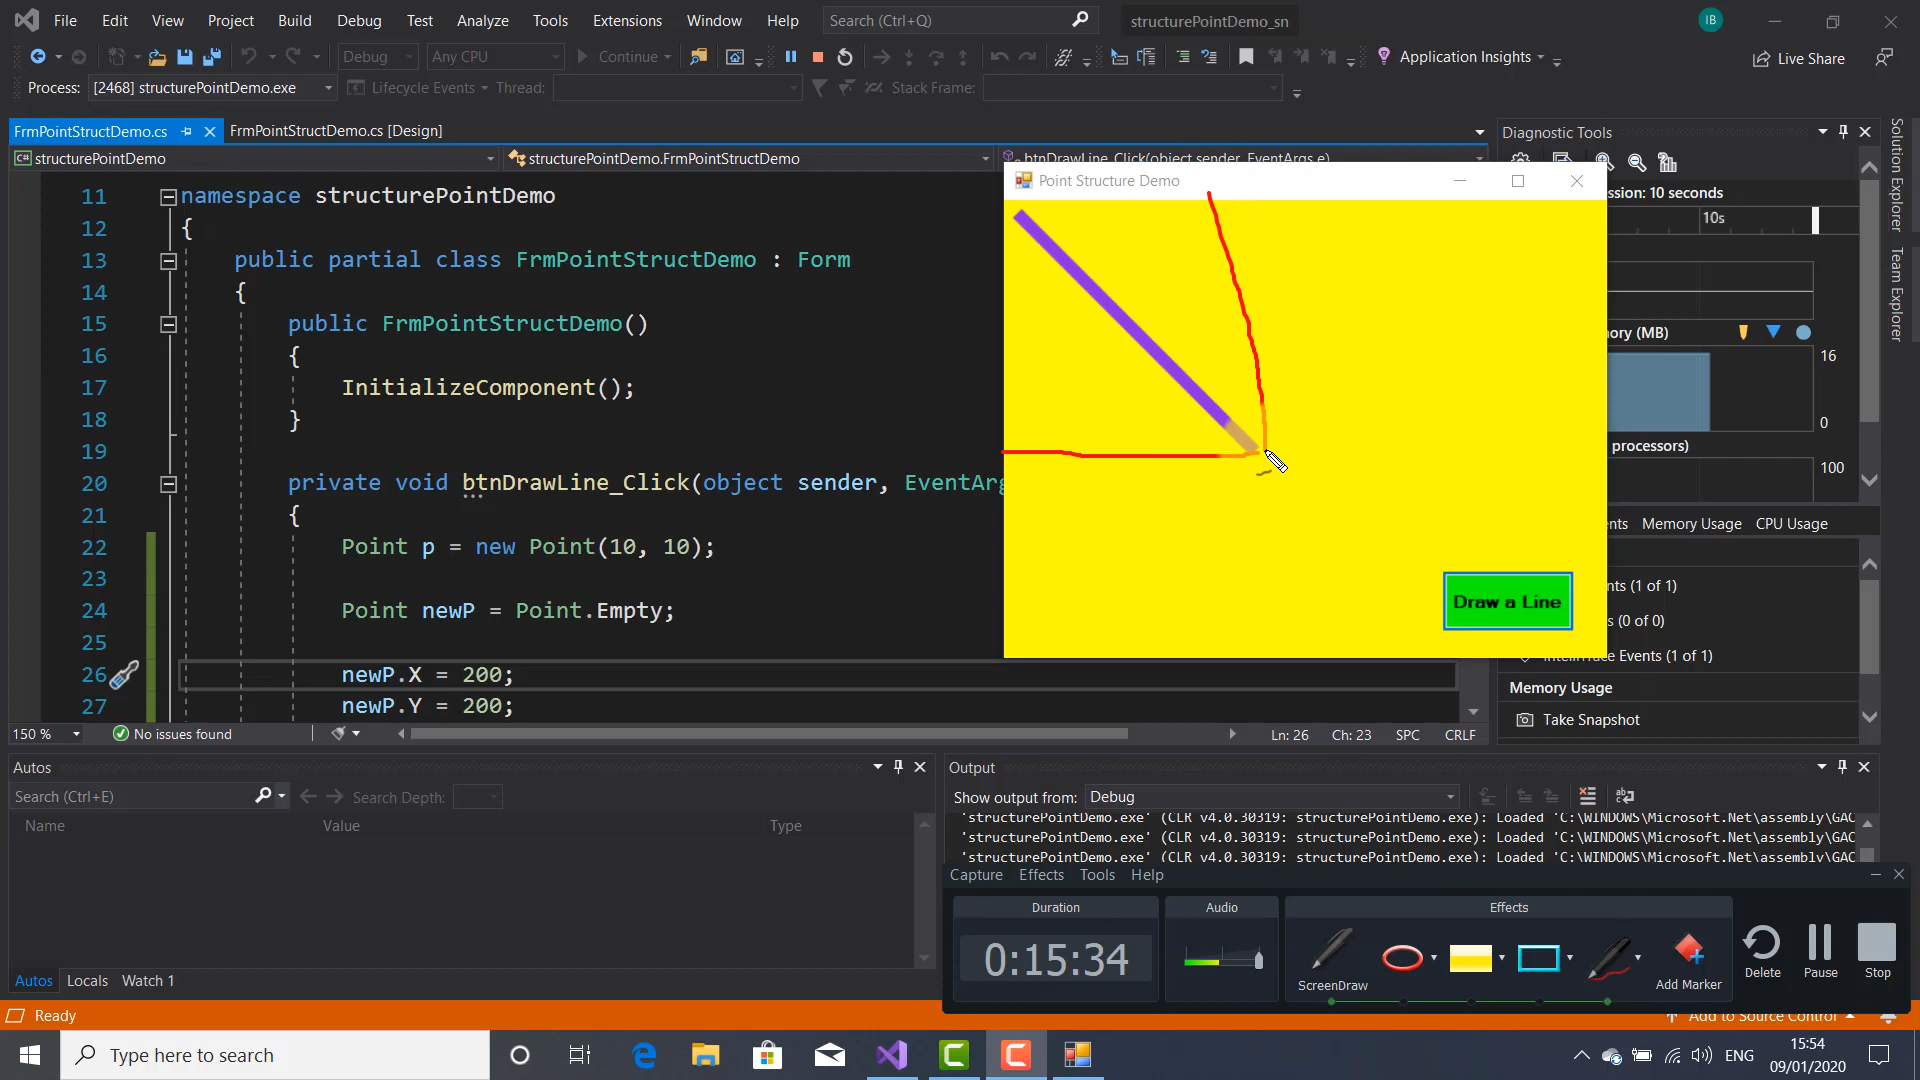 File Edit View Project Build Debug Test Analyze Tools Extensions Window Help Search (Ctrl+Q) structurePointDemo_sn IB
Debug Any CPU Continue Application Insights Live Share
Process: [2468] structurePointDemo.exe Lifecycle Events Thread: Stack Frame:
FrmPointStructDemo.cs FrmPointStructDemo.cs [Design]
structurePointDemo structurePointDemo.FrmPointStructDemo btnDrawLine_Click(object sender, EventArgs e)
11 namespace structurePointDemo
12 {
13 public partial class FrmPointStructDemo : Form
14 {
15 public FrmPointStructDemo()
16 {
17 InitializeComponent();
18 }
19
20 private void btnDrawLine_Click(object sender, EventArg
21 {
22 Point p = new Point(10, 10);
23
24 Point newP = Point.Empty;
25
26 newP.X = 200;
27 newP.Y = 200;
150 % No issues found Ln: 26 Ch: 23 SPC CRLF
Point Structure Demo
Draw a Line
Diagnostic Tools
ssion: 10 seconds
10s
ory (MB)
16
0
processors)
100
nts Memory Usage CPU Usage
nts (1 of 1)
s (0 of 0)
IntelliTrace Events (1 of 1)
Memory Usage
Take Snapshot
Solution Explorer
Team Explorer
Autos
Search (Ctrl+E) Search Depth:
Name Value Type
Autos Locals Watch 1
Output
Show output from: Debug
'structurePointDemo.exe' (CLR v4.0.30319: structurePointDemo.exe): Loaded 'C:\WINDOWS\Microsoft.Net\assembly\GAC
'structurePointDemo.exe' (CLR v4.0.30319: structurePointDemo.exe): Loaded 'C:\WINDOWS\Microsoft.Net\assembly\GAC
'structurePointDemo.exe' (CLR v4.0.30319: structurePointDemo.exe): Loaded 'C:\WINDOWS\Microsoft.Net\assembly\GAC
Capture Effects Tools Help
Duration Audio Effects
0:15:34
ScreenDraw Add Marker Delete Pause Stop
Ready Add to Source Control
Type here to search
ENG
15:54
09/01/2020